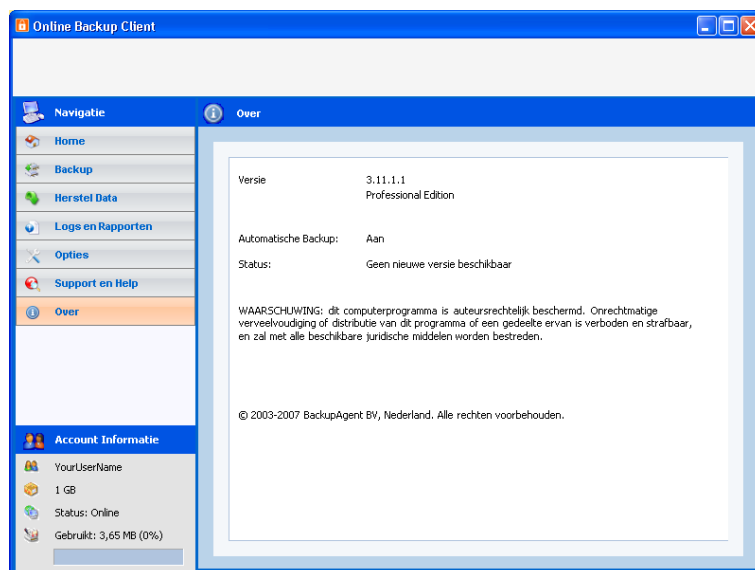 Online Backup Client
Navigatie
Home
Backup
Herstel Data
Logs en Rapporten
Opties
Support en Help
Over
Account Informatie
YourUserName
1 GB
Status: Online
Gebruikt: 3,65 MB (0%)
Over
Versie 3.11.1.1
Professional Edition
Automatische Backup: Aan
Status: Geen nieuwe versie beschikbaar
WAARSCHUWING: dit computerprogramma is auteursrechtelijk beschermd. Onrechtmatige
verveelvoudiging of distributie van dit programma of een gedeelte ervan is verboden en strafbaar,
en zal met alle beschikbare juridische middelen worden bestreden.
© 2003-2007 BackupAgent BV, Nederland. Alle rechten voorbehouden.